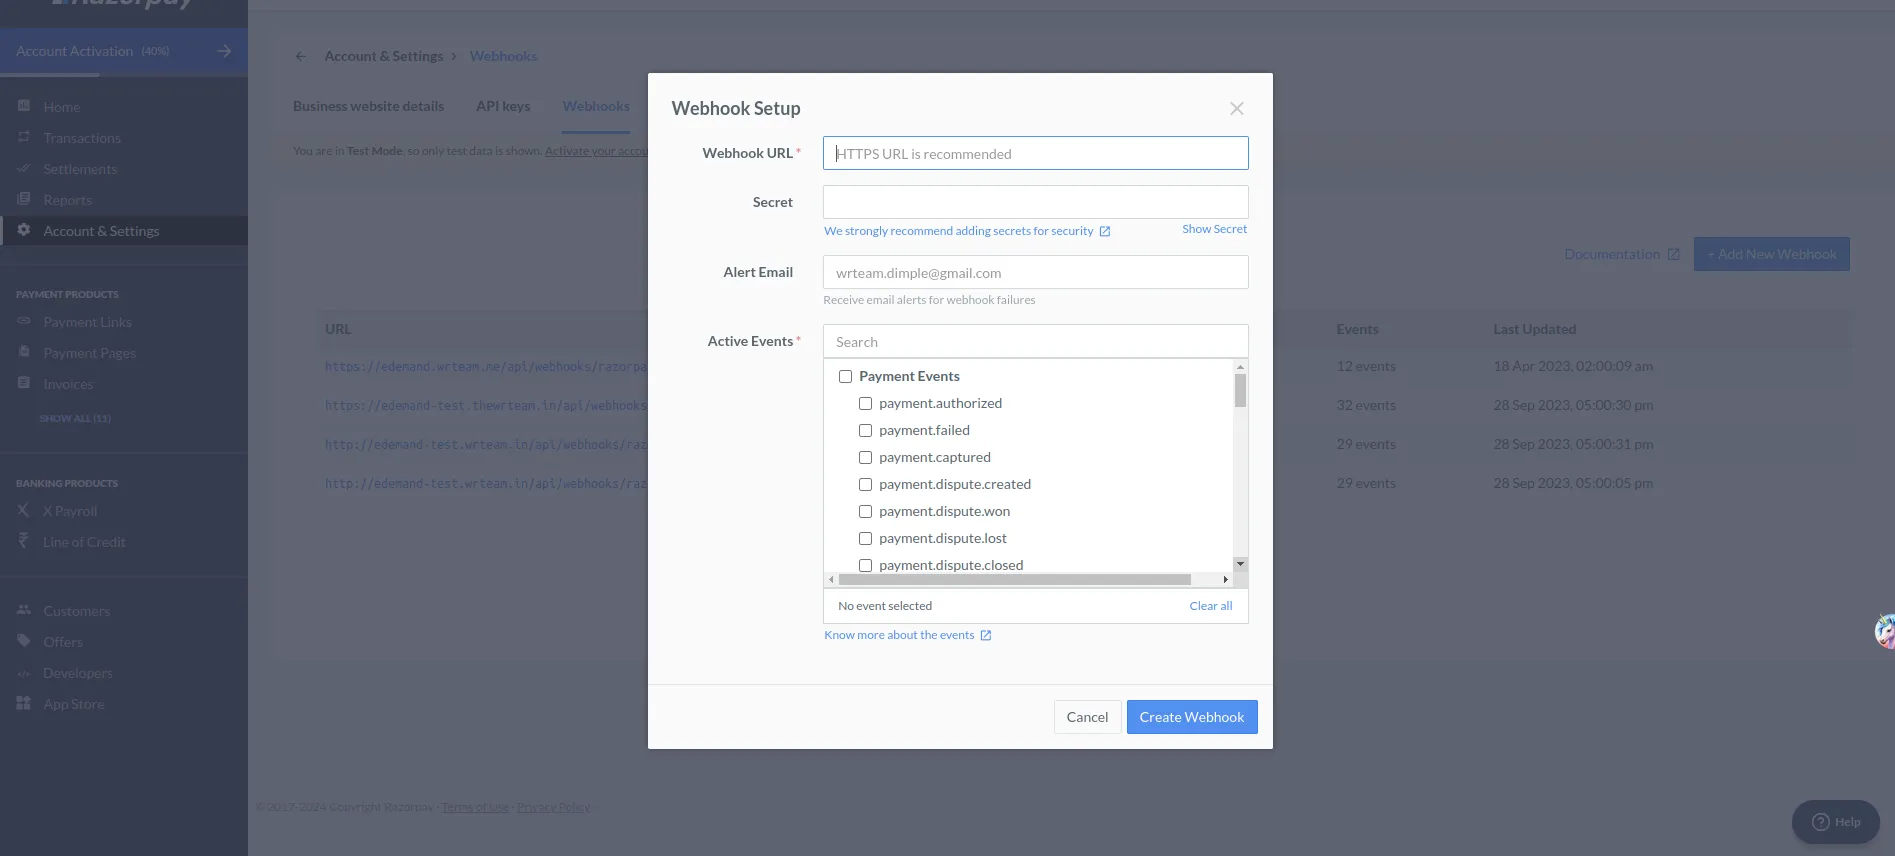 Razorpay
Account Activation (40%)
Home
Transactions
Settlements
Reports
Account & Settings
PAYMENT PRODUCTS
Payment Links
Payment Pages
Invoices
SHOW ALL (11)
BANKING PRODUCTS
X Payroll
Line of Credit
Customers
Offers
Developers
App Store
Account & Settings > Webhooks
Business website details API keys Webhooks
You are in Test Mode, so only test data is shown. Activate your accou
Documentation + Add New Webhook
URL Events Last Updated
https://edemand.wrteam.me/api/webhooks/razorpa 12 events 18 Apr 2023, 02:00:09 am
https://edemand-test.thewrteam.in/api/webhooks 32 events 28 Sep 2023, 05:00:30 pm
http://edemand-test.wrteam.in/api/webhooks/raz 29 events 28 Sep 2023, 05:00:31 pm
http://edemand-test.wrteam.in/api/webhooks/raz 29 events 28 Sep 2023, 05:00:05 pm
Webhook Setup
Webhook URL * HTTPS URL is recommended
Secret
We strongly recommend adding secrets for security Show Secret
Alert Email wrteam.dimple@gmail.com
Receive email alerts for webhook failures
Active Events * Search
Payment Events
payment.authorized
payment.failed
payment.captured
payment.dispute.created
payment.dispute.won
payment.dispute.lost
payment.dispute.closed
No event selected Clear all
Know more about the events
Cancel Create Webhook
© 2017-2024 Copyright Razorpay · Terms of Use · Privacy Policy
Help